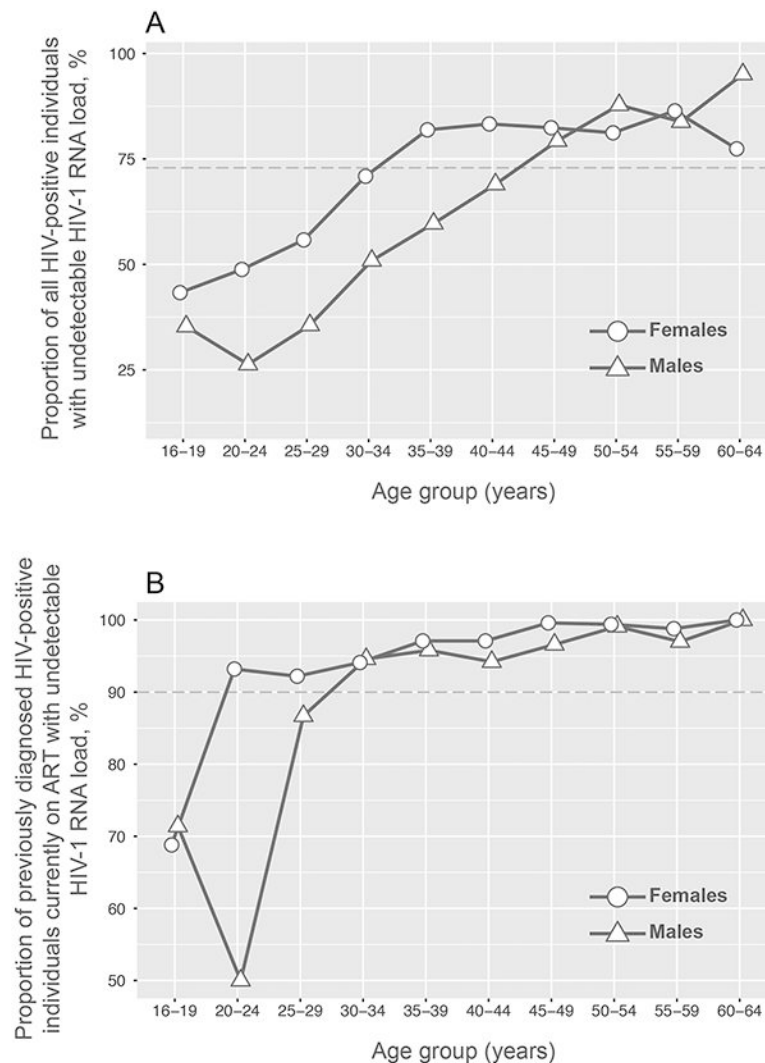 A
Proportion of all HIV-positive individuals
with undetectable HIV-1 RNA load, %
100
75
50
25
Females
Males
16–19 20–24 25–29 30–34 35–39 40–44 45–49 50–54 55–59 60–64
Age group (years)
B
Proportion of previously diagnosed HIV-positive
individuals currently on ART with undetectable
HIV-1 RNA load, %
100
90
80
70
60
50
Females
Males
16–19 20–24 25–29 30–34 35–39 40–44 45–49 50–54 55–59 60–64
Age group (years)